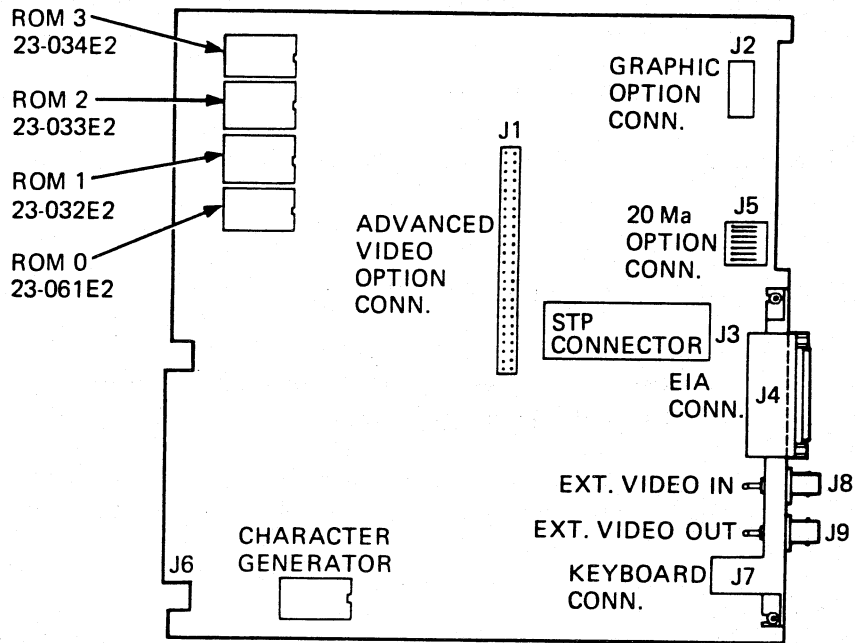 ROM 3
23-034E2
ROM 2
23-033E2
ROM 1
23-032E2
ROM 0
23-061E2
J1
ADVANCED
VIDEO
OPTION
CONN.
J2
GRAPHIC
OPTION
CONN.
J5
20 Ma
OPTION
CONN.
STP
CONNECTOR
J3
EIA
CONN.
J4
EXT. VIDEO IN
J8
EXT. VIDEO OUT
J9
KEYBOARD
CONN.
J7
J6
CHARACTER
GENERATOR